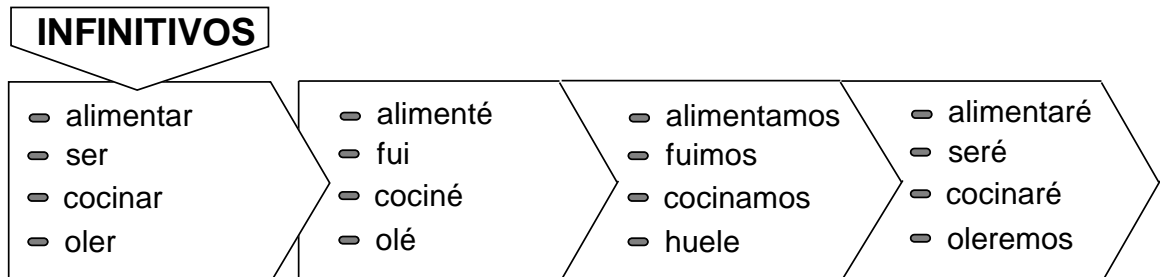 INFINITIVOS
alimentar
ser
cocinar
oler
alimenté
fui
cociné
olé
alimentamos
fuimos
cocinamos
huele
alimentaré
seré
cocinaré
oleremos